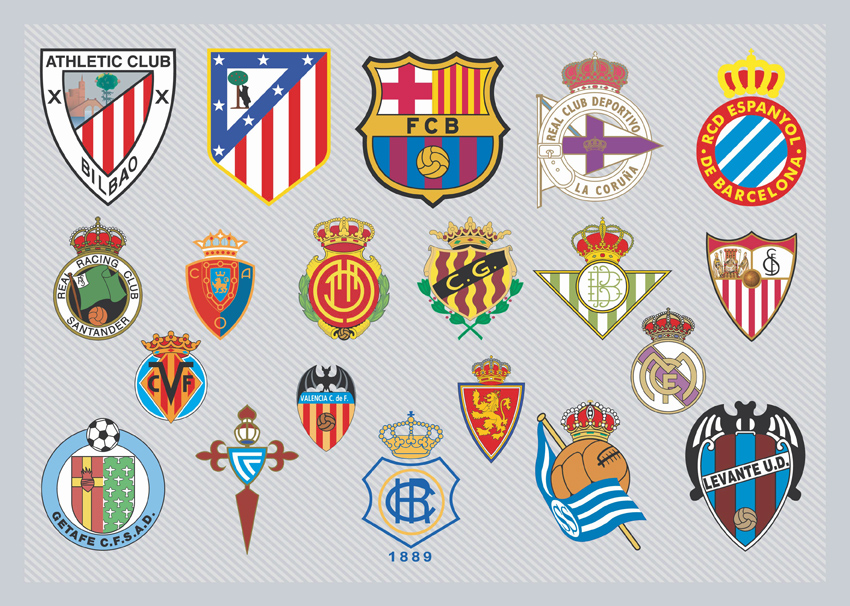 ATHLETIC CLUB
X X
BILBAO
FCB
REAL CLUB DEPORTIVO
LA CORUÑA
RCD ESPANYOL
DE BARCELONA
REAL RACING CLUB
SANTANDER
C A
O
C.G.
B B
VALENCIA C. de F.
C V F
GETAFE C.F.S.A.D.
1889
LEVANTE U.D.